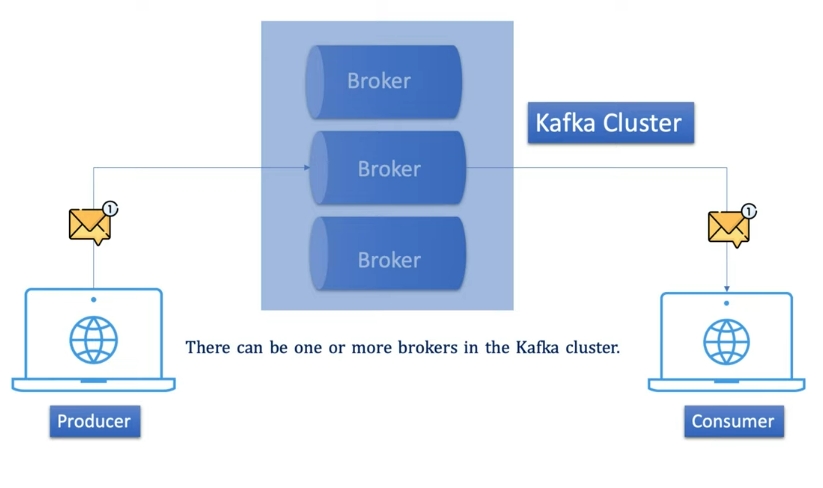 Broker
Kafka Cluster
Broker
1
1
Broker
There can be one or more brokers in the Kafka cluster.
Producer
Consumer